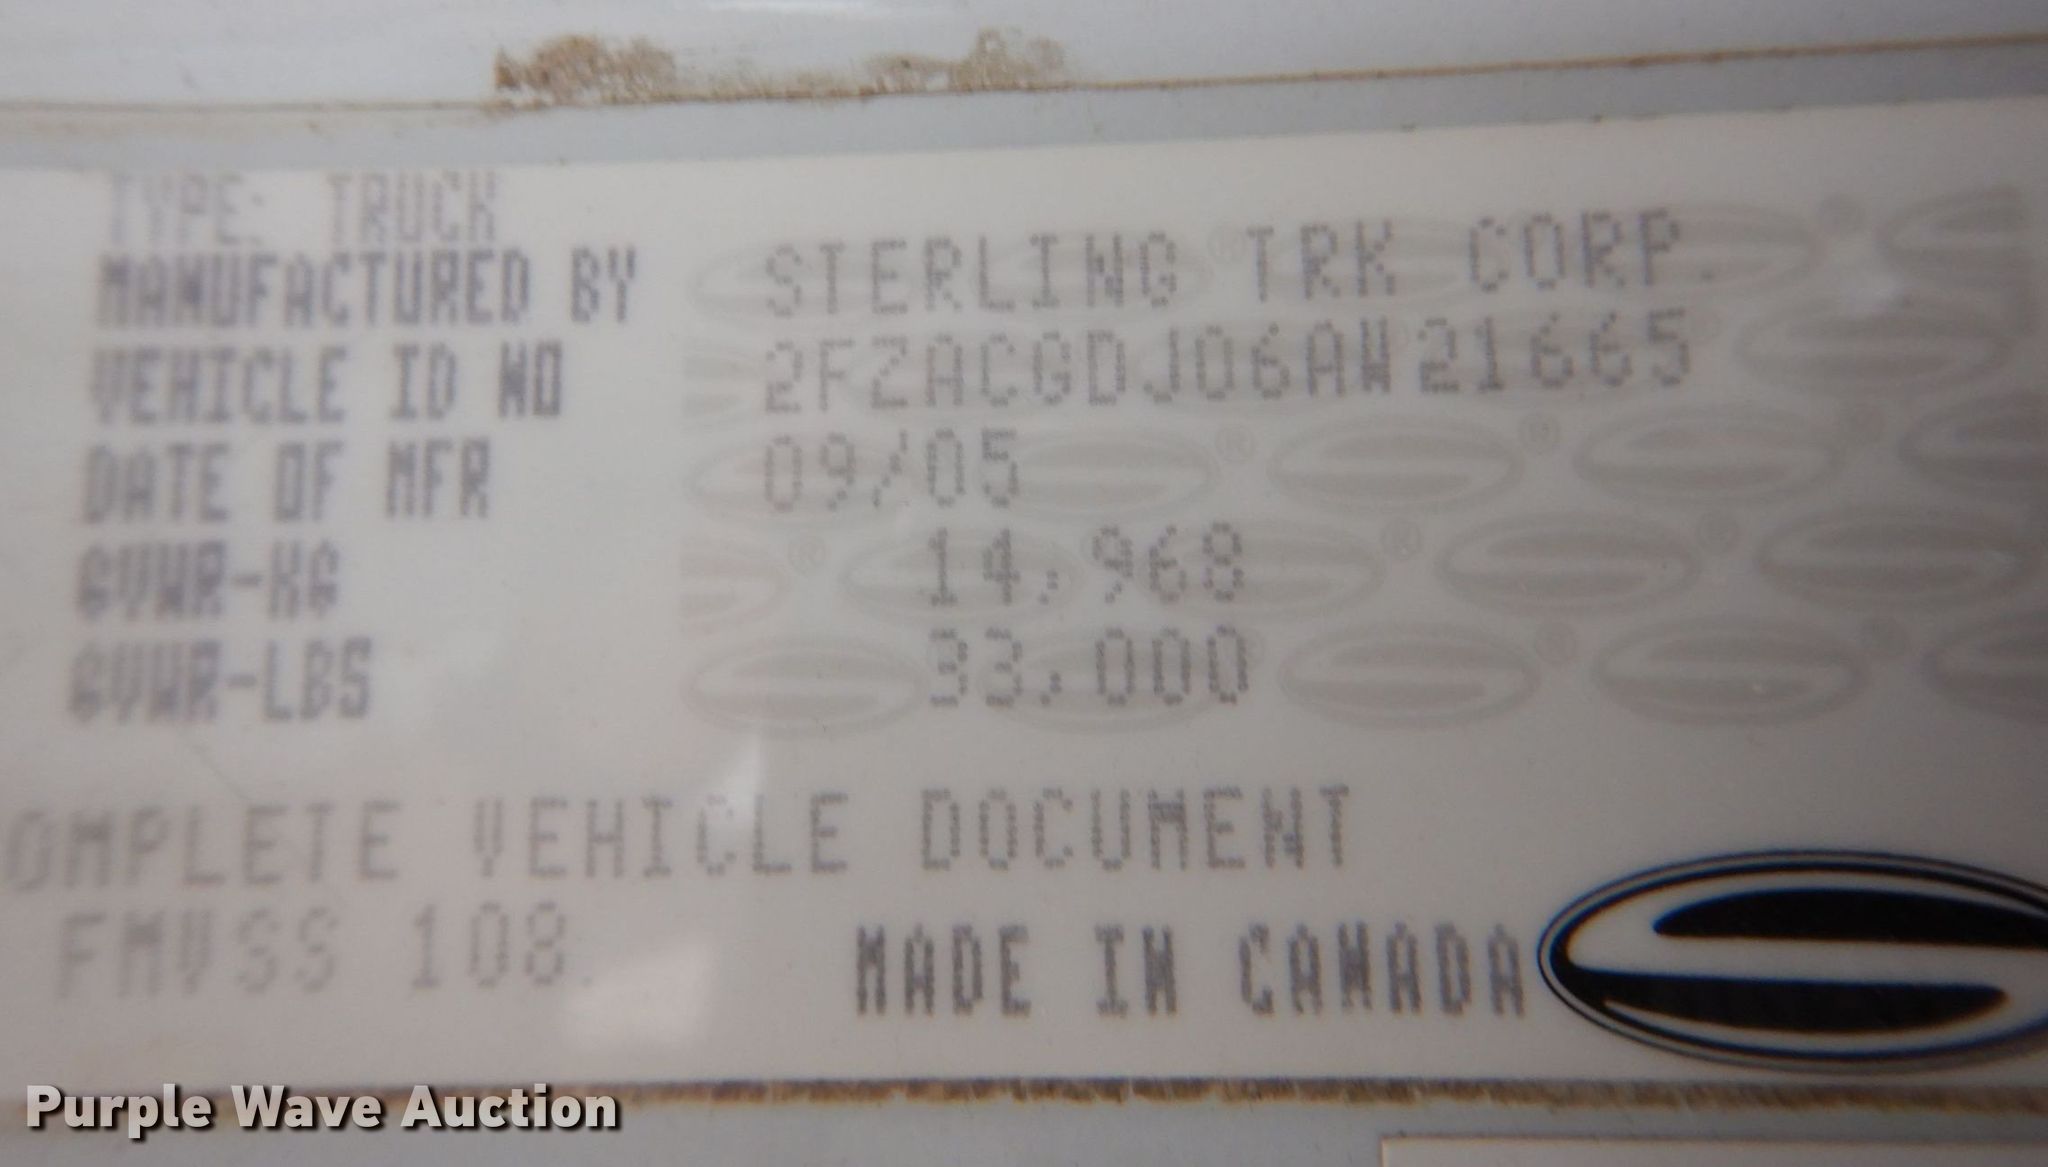 TYPE: TRUCK
MANUFACTURED BY STERLING TRK CORP.
VEHICLE ID NO 2FZACGDJ06AW21665
DATE OF MFR 09/05
GVWR-KG 14,968
GVWR-LBS 33,000
OMPLETE VEHICLE DOCUMENT
FMVSS 108.
MADE IN CANADA
Purple Wave Auction